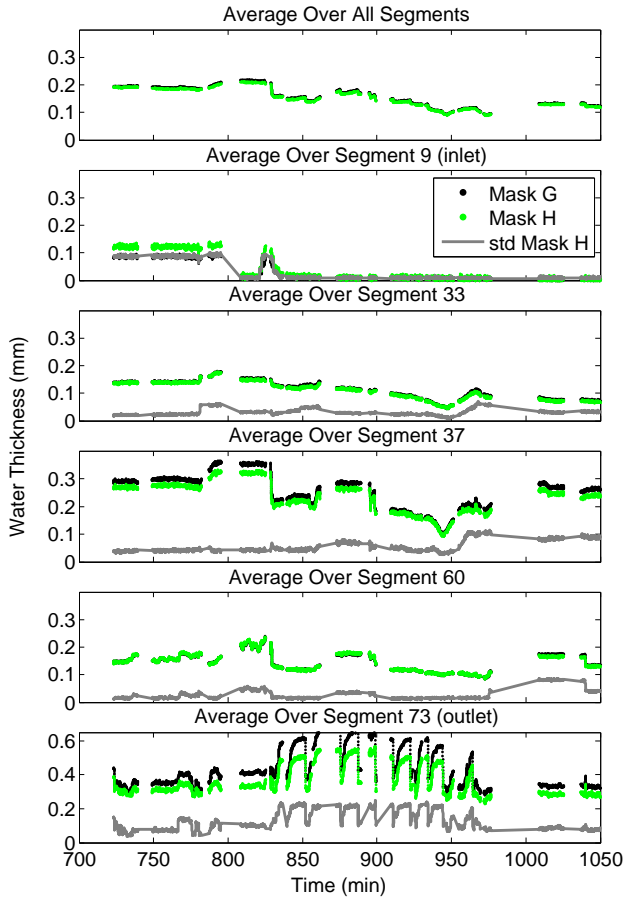 Average Over All Segments
0.3
0.2
0.1
0
Average Over Segment 9 (inlet)
0.3
0.2
0.1
0
Mask G
Mask H
std Mask H
Average Over Segment 33
0.3
0.2
0.1
0
Water Thickness (mm)
Average Over Segment 37
0.3
0.2
0.1
0
Average Over Segment 60
0.3
0.2
0.1
0
Average Over Segment 73 (outlet)
0.6
0.4
0.2
0
700 750 800 850 900 950 1000 1050
Time (min)